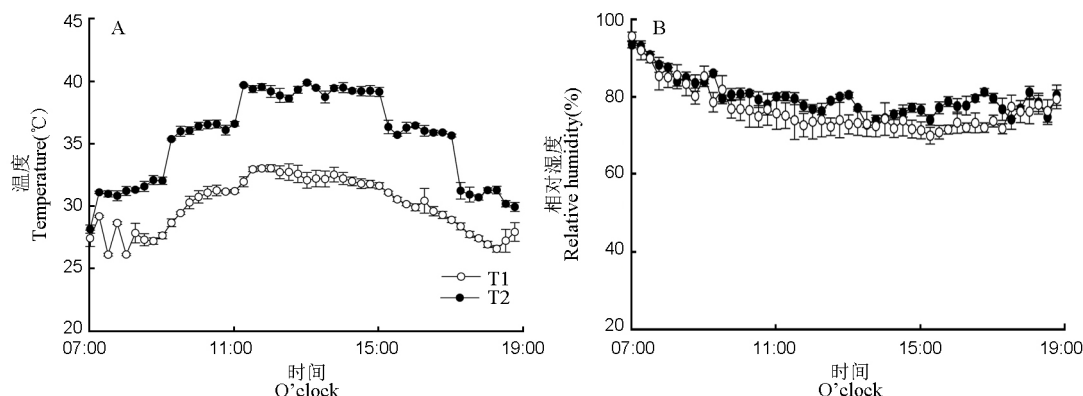 A
45
40
35
30
25
20
温度
Temperature(℃)
T1
T2
07:00
11:00
15:00
19:00
时间
O’clock
B
100
80
60
40
20
相对湿度
Relative humidity(%)
07:00
11:00
15:00
19:00
时间
O’clock